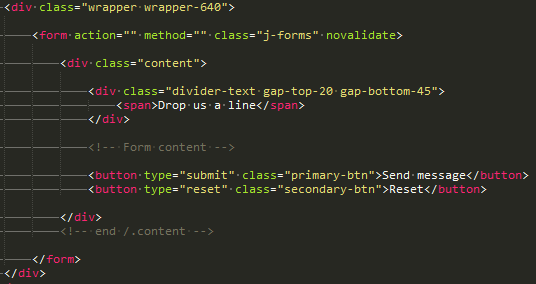 <div class="wrapper wrapper-640">
<form action="" method="" class="j-forms" novalidate>
<div class="content">
<div class="divider-text gap-top-20 gap-bottom-45">
<span>Drop us a line</span>
</div>
<!-- Form content -->
<button type="submit" class="primary-btn">Send message</button>
<button type="reset" class="secondary-btn">Reset</button>
</div>
<!-- end /.content -->
</form>
</div>